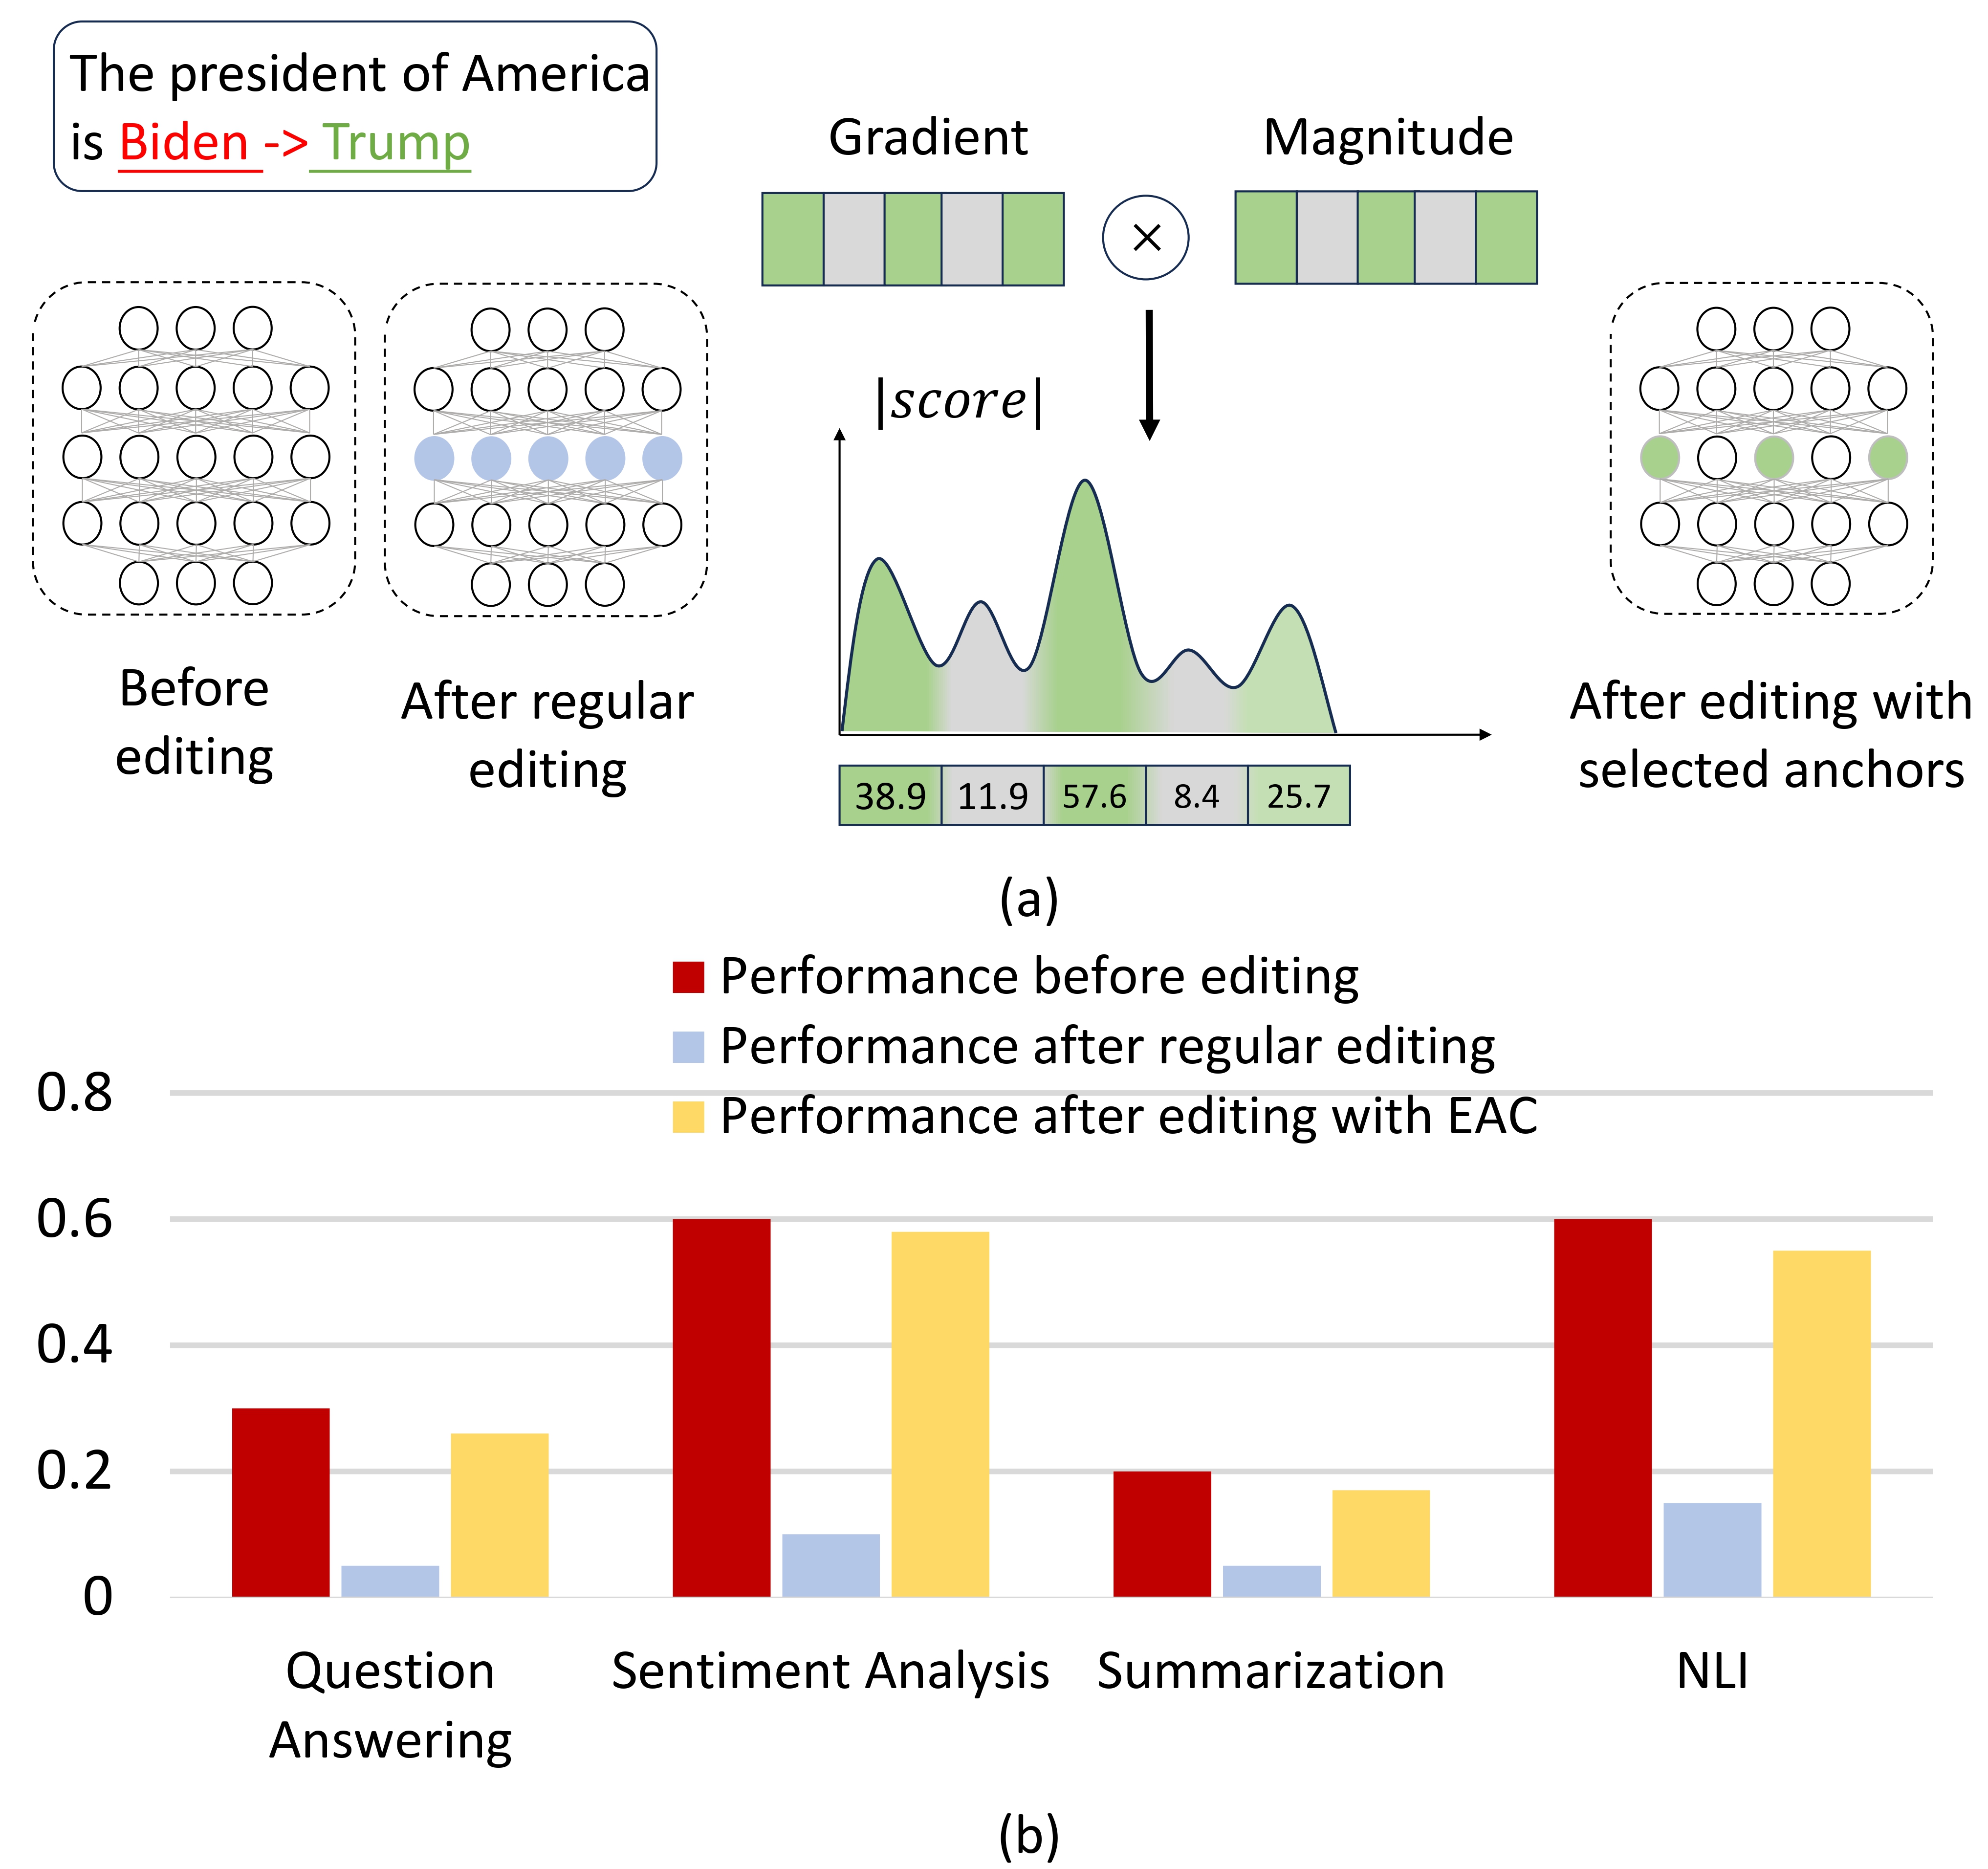 The president of America
is Biden -> Trump
Gradient
Magnitude
×
|score|
Before
editing
After regular
editing
After editing with
selected anchors
38.9 11.9 57.6 8.4 25.7
(a)
Performance before editing
Performance after regular editing
Performance after editing with EAC
0.8
0.6
0.4
0.2
0
Question
Answering
Sentiment Analysis
Summarization
NLI
(b)